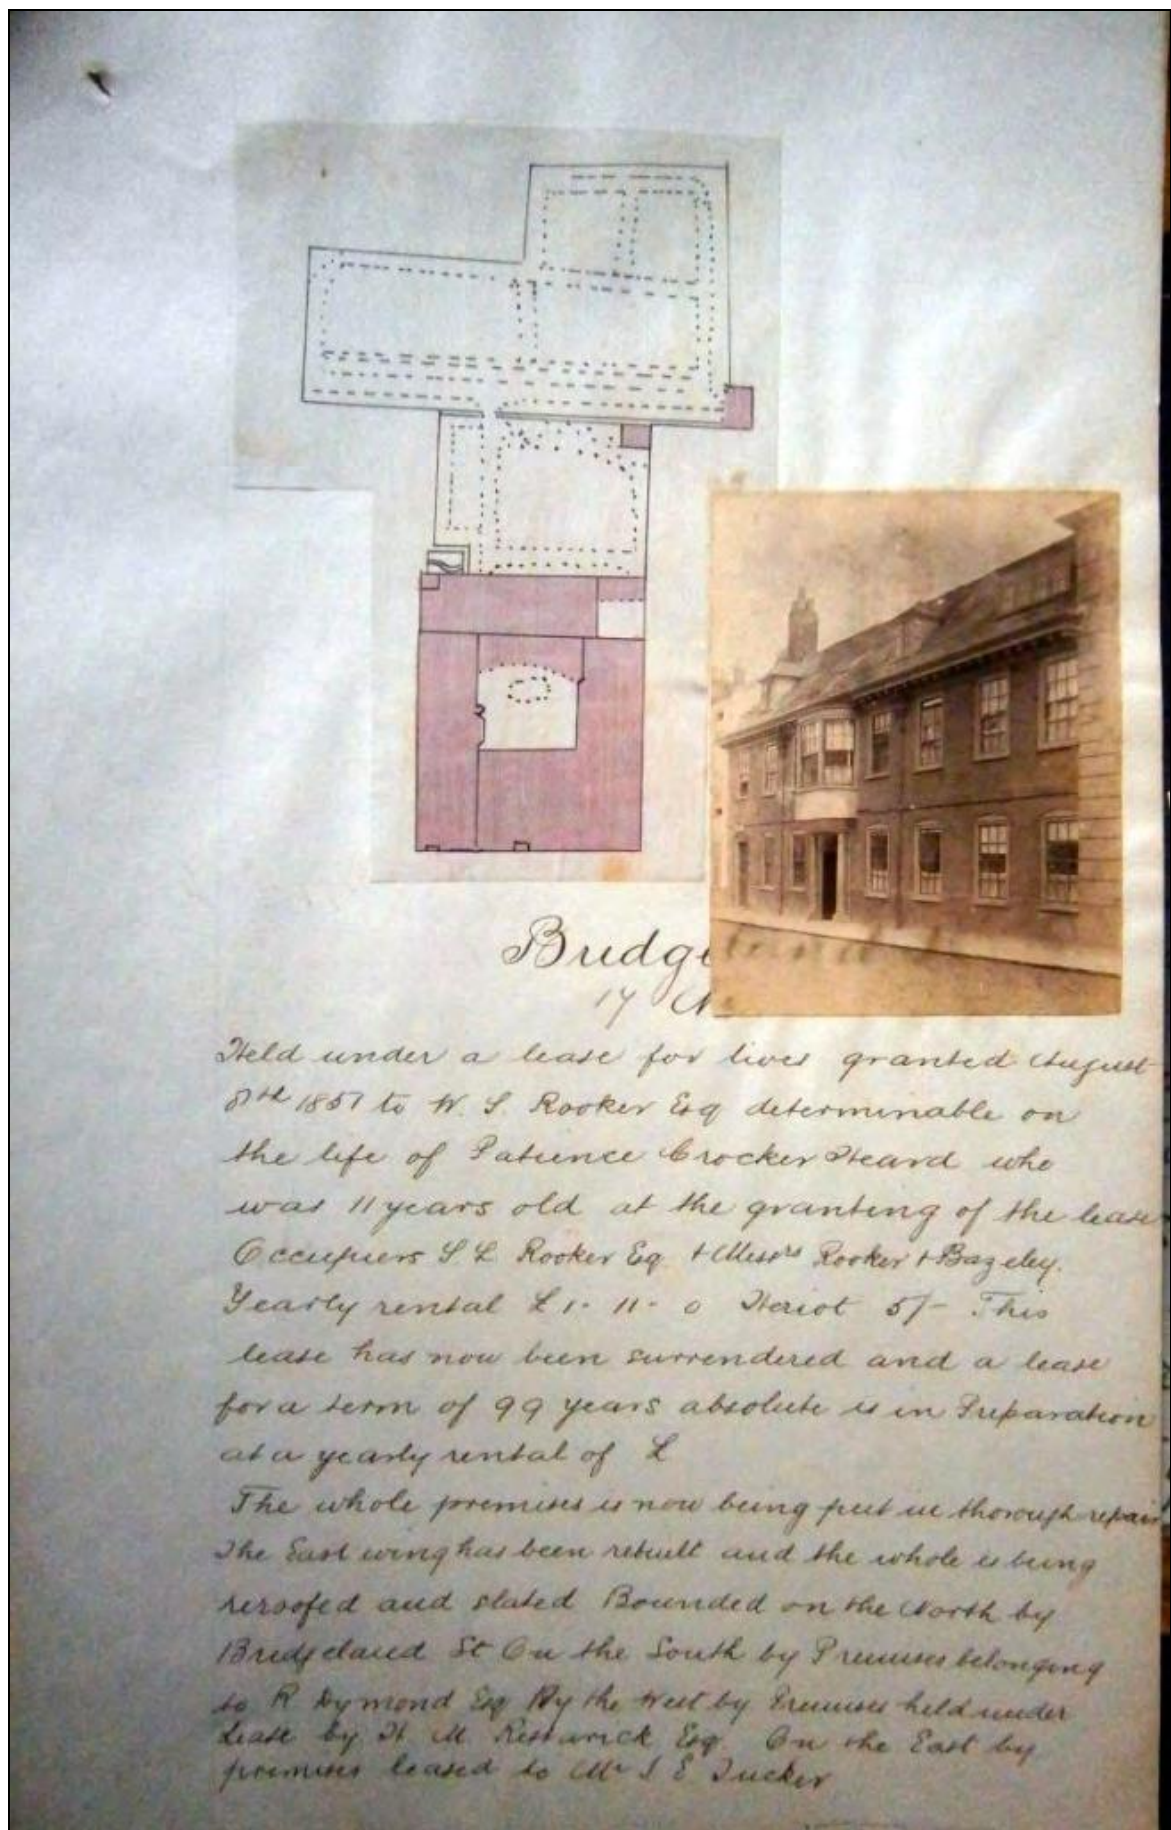 Bridge
17 N
Held under a lease for lives granted August
8th 1851 to W. S. Rooker Esq determinable on
the life of Patience Crocker Heard who
was 11 years old at the granting of the lease
Occupiers S L Rooker Esq + Messrs Rooker + Bazeley.
Yearly rental £1-11-0 Heriot 5/- This
lease has now been surrendered and a lease
for a term of 99 years absolute is in Preparation
at a yearly rental of £
The whole premises is now being put in thorough repair
The East wing has been rebuilt and the whole is being
reroofed and slated Bounded on the North by
Bridgeland St On the South by Premises belonging
to R Dymond Esq By the West by Premises held under
Lease by H M Restarick Esq. On the East by
premises leased to Mr S E Tucker